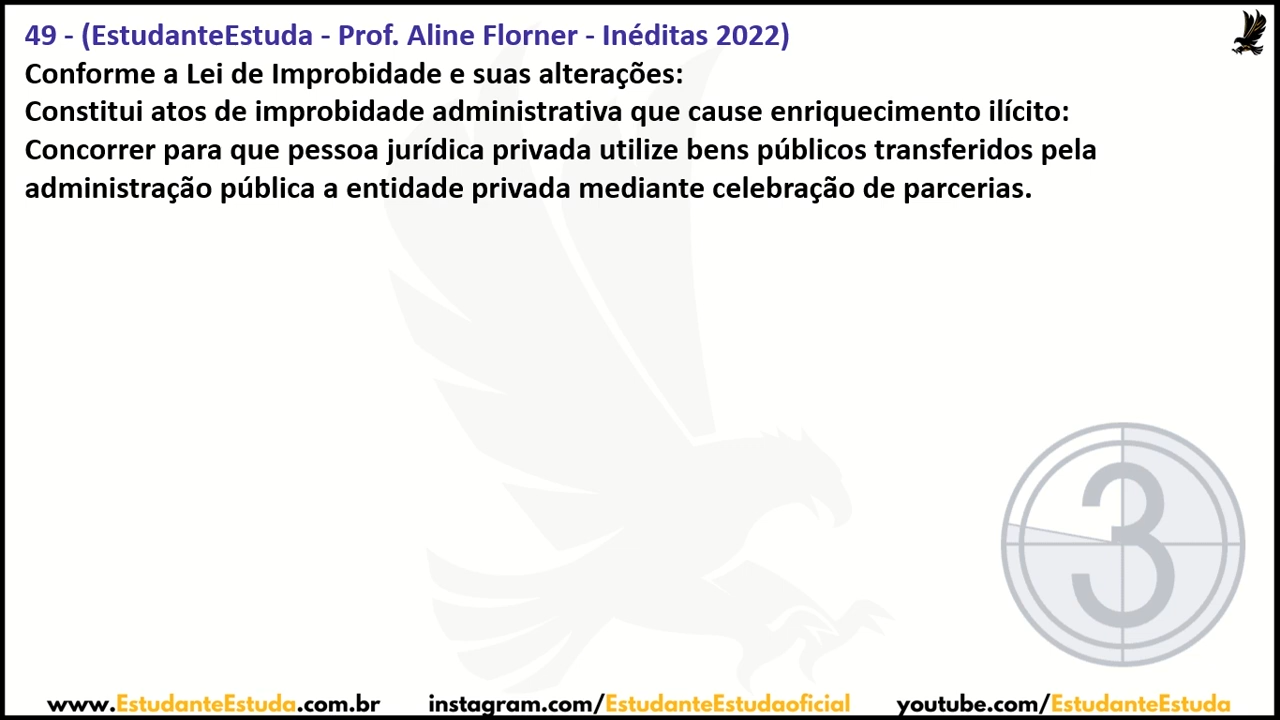 49 - (EstudanteEstuda - Prof. Aline Florner - Inéditas 2022)
Conforme a Lei de Improbidade e suas alterações:
Constitui atos de improbidade administrativa que cause enriquecimento ilícito:
Concorrer para que pessoa jurídica privada utilize bens públicos transferidos pela
administração pública a entidade privada mediante celebração de parcerias.
3
www.EstudanteEstuda.com.br instagram.com/EstudanteEstudaoficial youtube.com/EstudanteEstuda